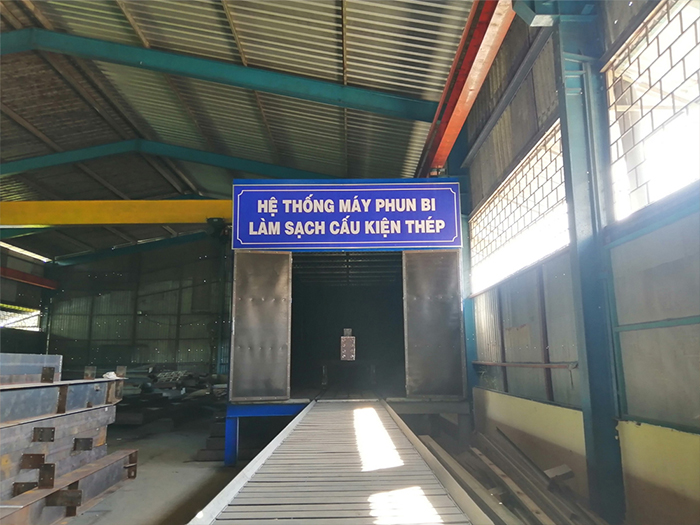 HỆ THỐNG MÁY PHUN BI
LÀM SẠCH CẤU KIỆN THÉP